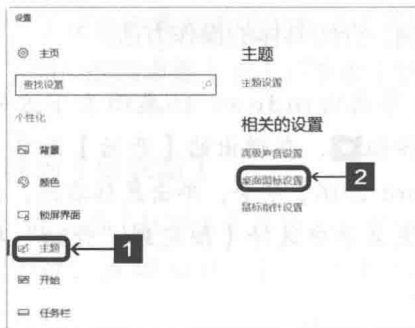 设置
主页
查找设置
个性化
背景
颜色
锁屏界面
主题
开始
任务栏
1
主题
主题设置
相关的设置
高级声音设置
桌面图标设置
2
鼠标指针设置